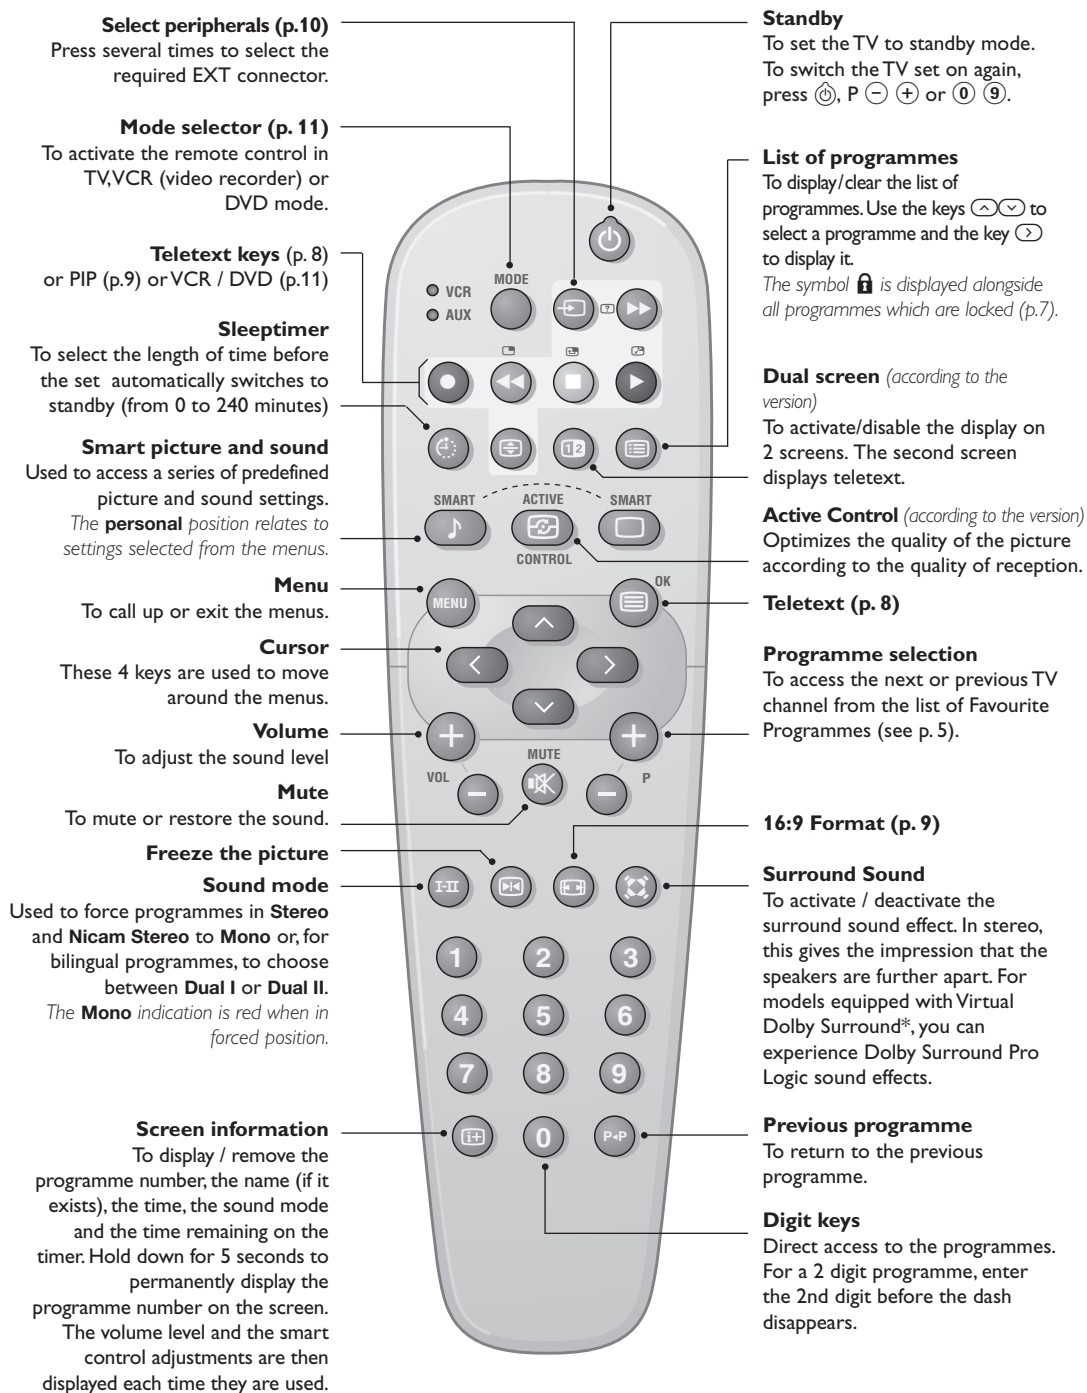 Select peripherals (p.10)
Press several times to select the
required EXT connector.
Mode selector (p. 11)
To activate the remote control in
TV, VCR (video recorder) or
DVD mode.
Teletext keys (p. 8)
or PIP (p.9) or VCR / DVD (p.11)
Sleeptimer
To select the length of time before
the set automatically switches to
standby (from 0 to 240 minutes)
Smart picture and sound
Used to access a series of predefined
picture and sound settings.
The personal position relates to
settings selected from the menus.
Menu
To call up or exit the menus.
Cursor
These 4 keys are used to move
around the menus.
Volume
To adjust the sound level
Mute
To mute or restore the sound.
Freeze the picture
Sound mode
Used to force programmes in Stereo
and Nicam Stereo to Mono or, for
bilingual programmes, to choose
between Dual I or Dual II.
The Mono indication is red when in
forced position.
Screen information
To display / remove the
programme number, the name (if it
exists), the time, the sound mode
and the time remaining on the
timer. Hold down for 5 seconds to
permanently display the
programme number on the screen.
The volume level and the smart
control adjustments are then
displayed each time they are used.
MODE
VCR
AUX
?
1 2
SMART
ACTIVE
SMART
CONTROL
MENU
OK
MUTE
VOL
P
I-II
1
2
3
4
5
6
7
8
9
i+
0
P◂P
Standby
To set the TV to standby mode.
To switch the TV set on again,
press ⏻, P − + or 0 9.
List of programmes
To display/clear the list of
programmes. Use the keys to
select a programme and the key
to display it.
The symbol is displayed alongside
all programmes which are locked (p.7).
Dual screen (according to the
version)
To activate/disable the display on
2 screens. The second screen
displays teletext.
Active Control (according to the version)
Optimizes the quality of the picture
according to the quality of reception.
Teletext (p. 8)
Programme selection
To access the next or previous TV
channel from the list of Favourite
Programmes (see p. 5).
16:9 Format (p. 9)
Surround Sound
To activate / deactivate the
surround sound effect. In stereo,
this gives the impression that the
speakers are further apart. For
models equipped with Virtual
Dolby Surround*, you can
experience Dolby Surround Pro
Logic sound effects.
Previous programme
To return to the previous
programme.
Digit keys
Direct access to the programmes.
For a 2 digit programme, enter
the 2nd digit before the dash
disappears.